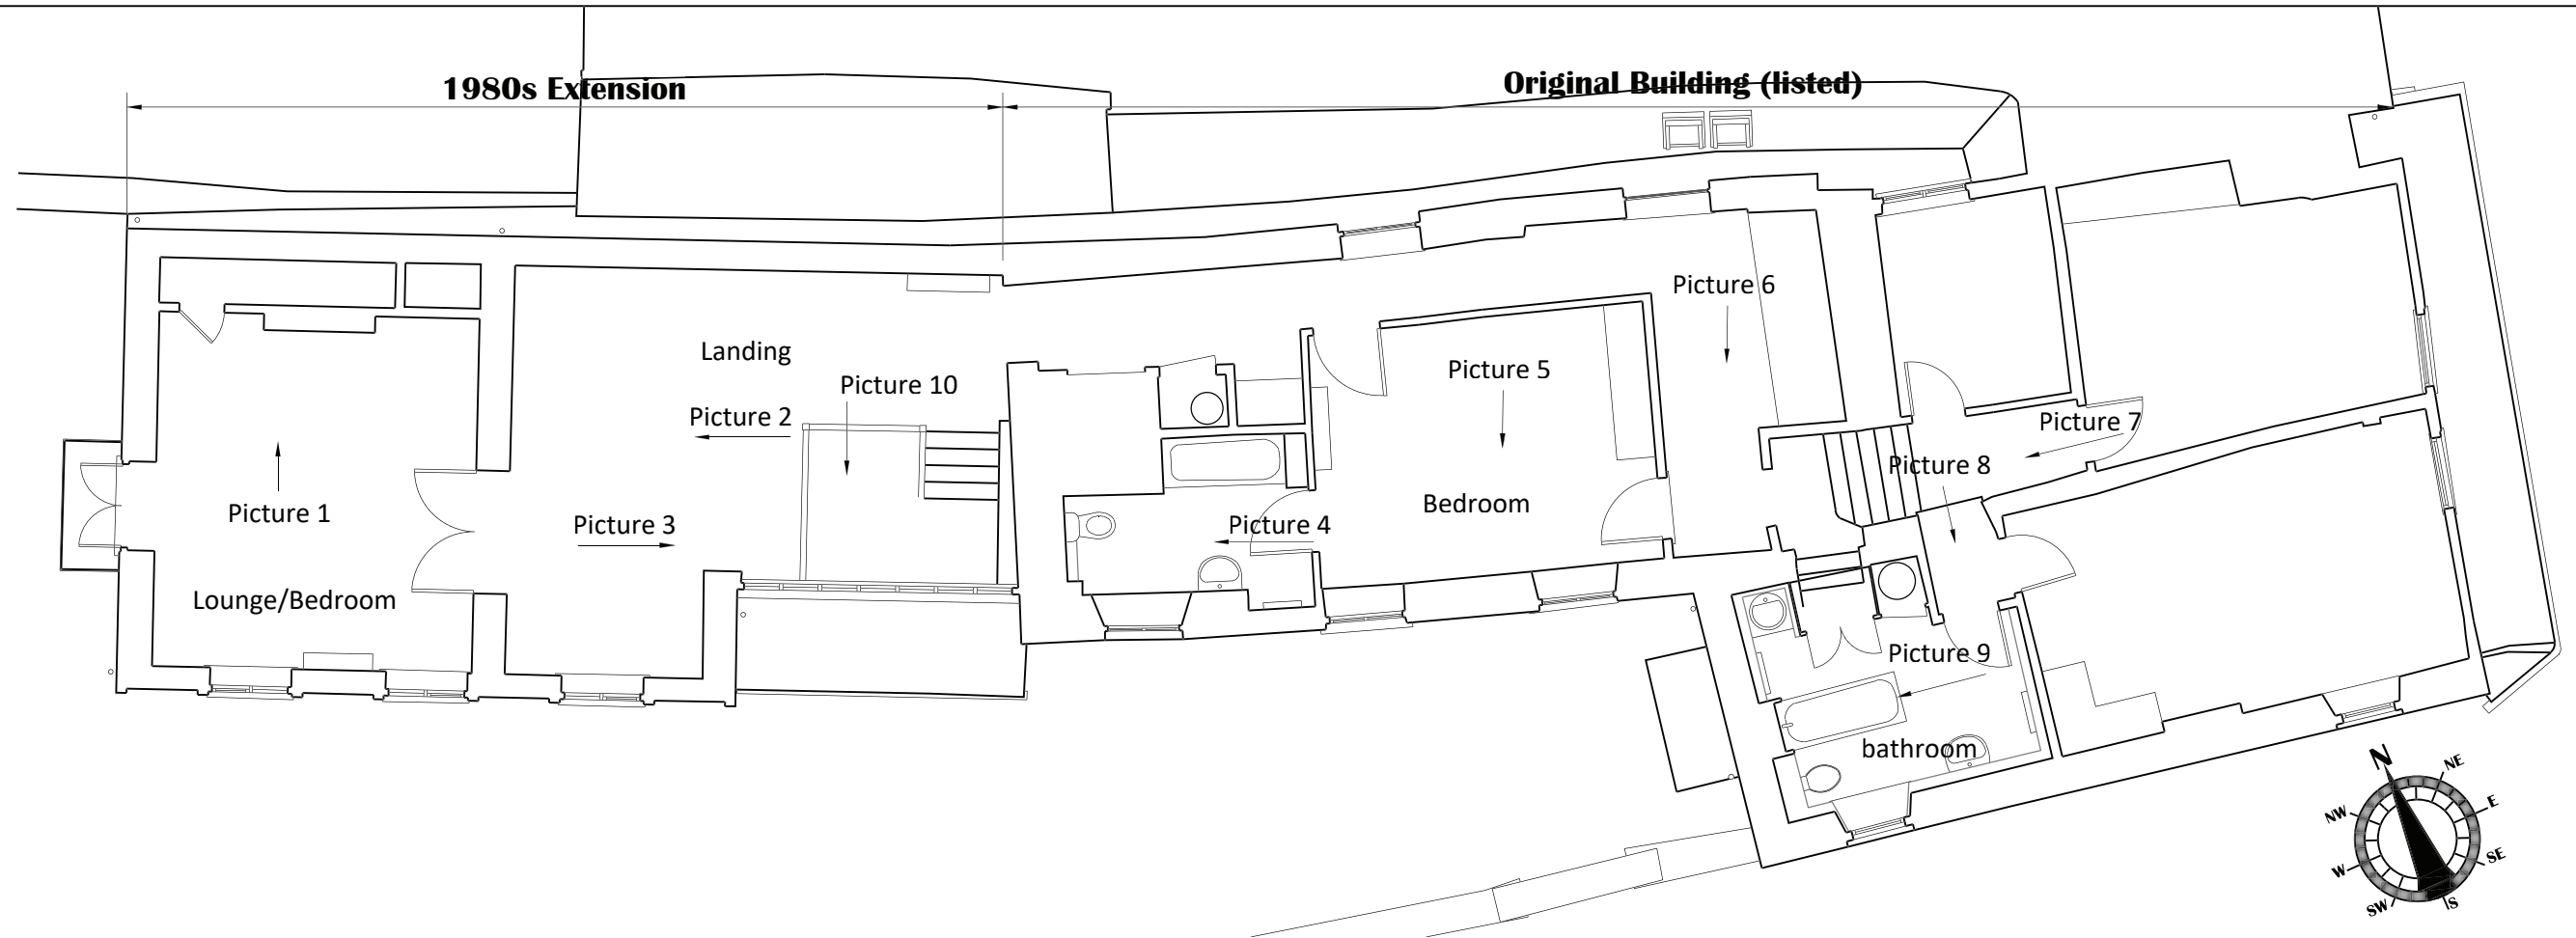 1980s Extension
Original Building (listed)
Picture 6
Landing
Picture 5
Picture 10
Picture 2
Picture 7
Picture 8
Bedroom
Picture 1
Picture 3
Picture 4
Lounge/Bedroom
Picture 9
bathroom
N
NE
E
SE
S
SW
W
NW